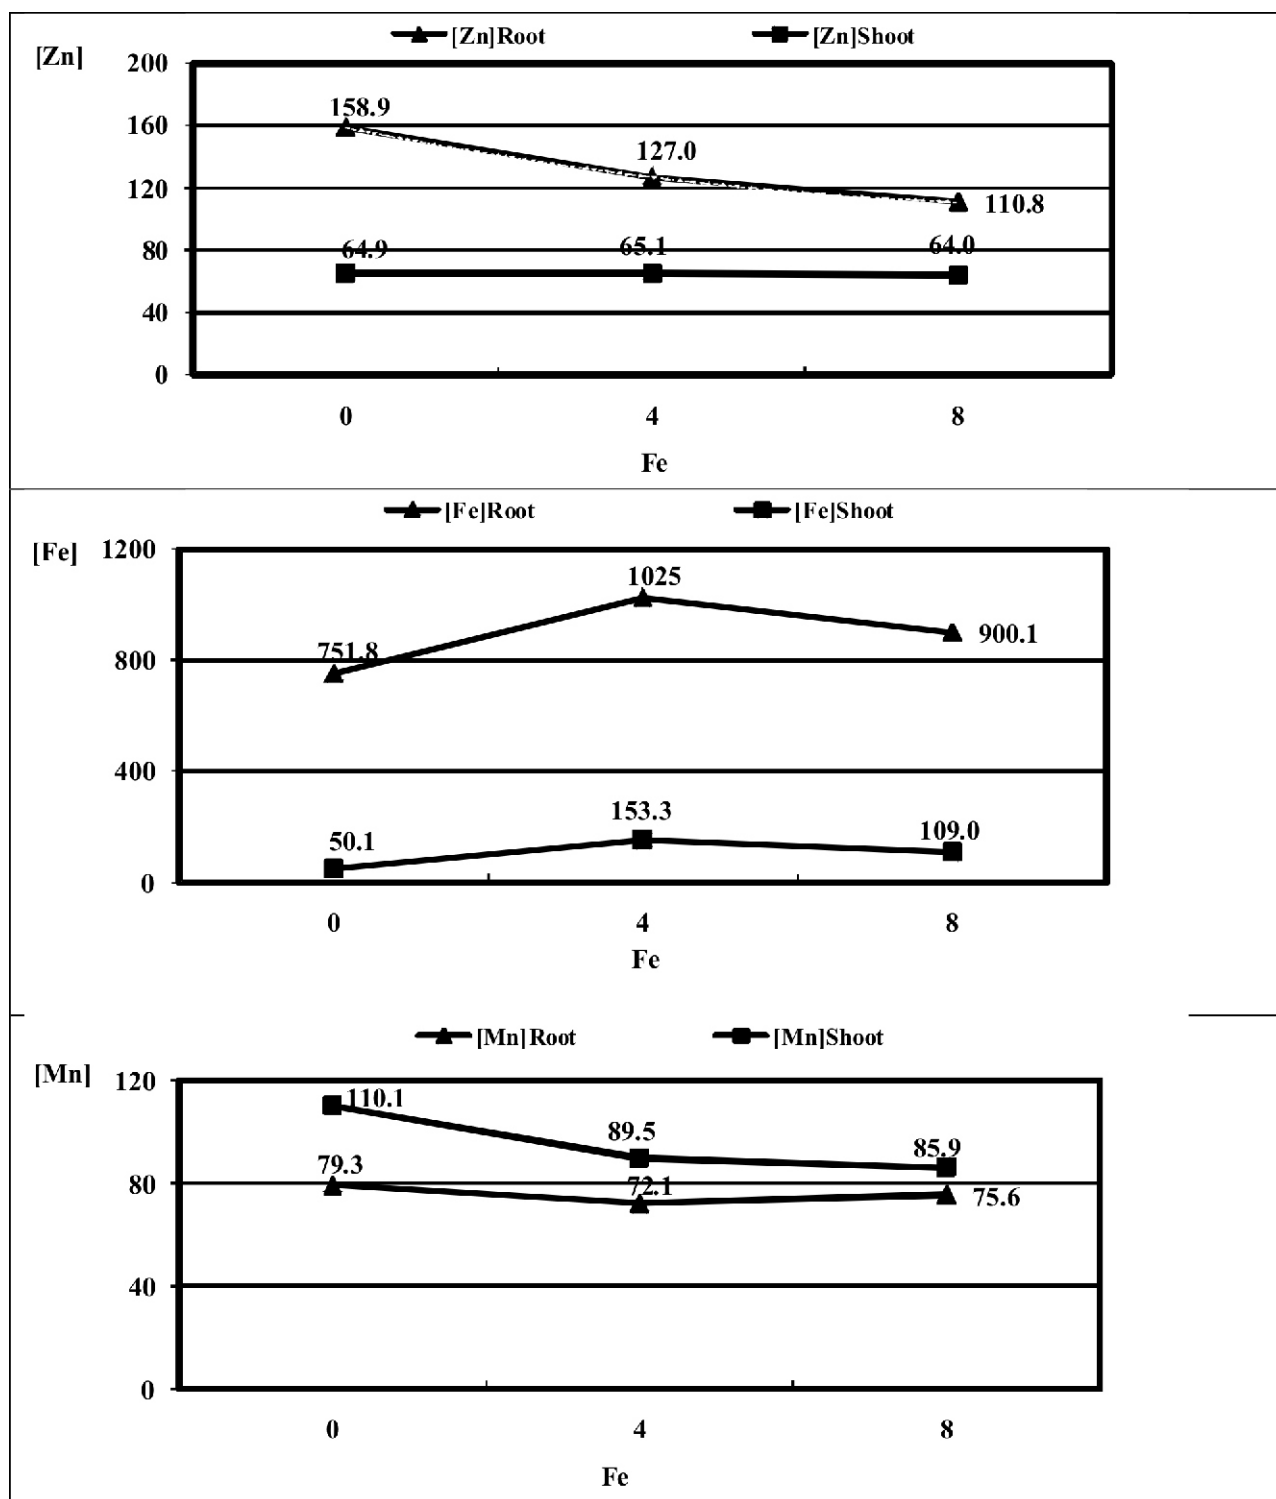 [Zn]Root [Zn]Shoot
[Zn] 200
158.9
160
127.0
120
110.8
80
64.9 65.1 64.0
40
0
0 4 8
Fe
[Fe]Root [Fe]Shoot
[Fe] 1200
1025
900.1
751.8
800
400
153.3
109.0
50.1
0
0 4 8
Fe
[Mn]Root [Mn]Shoot
[Mn] 120
110.1
89.5
85.9
79.3
80
72.1
75.6
40
0
0 4 8
Fe